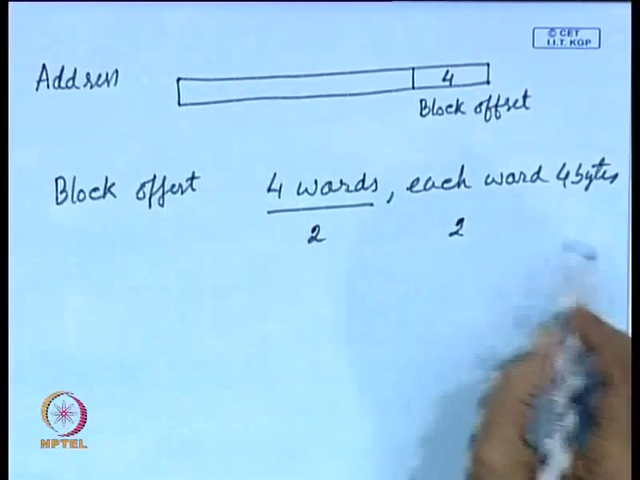 © CET
I.I.T. KGP
Address
4
Block offset
Block offset 4 words, each word 4 bytes
2 2
NPTEL